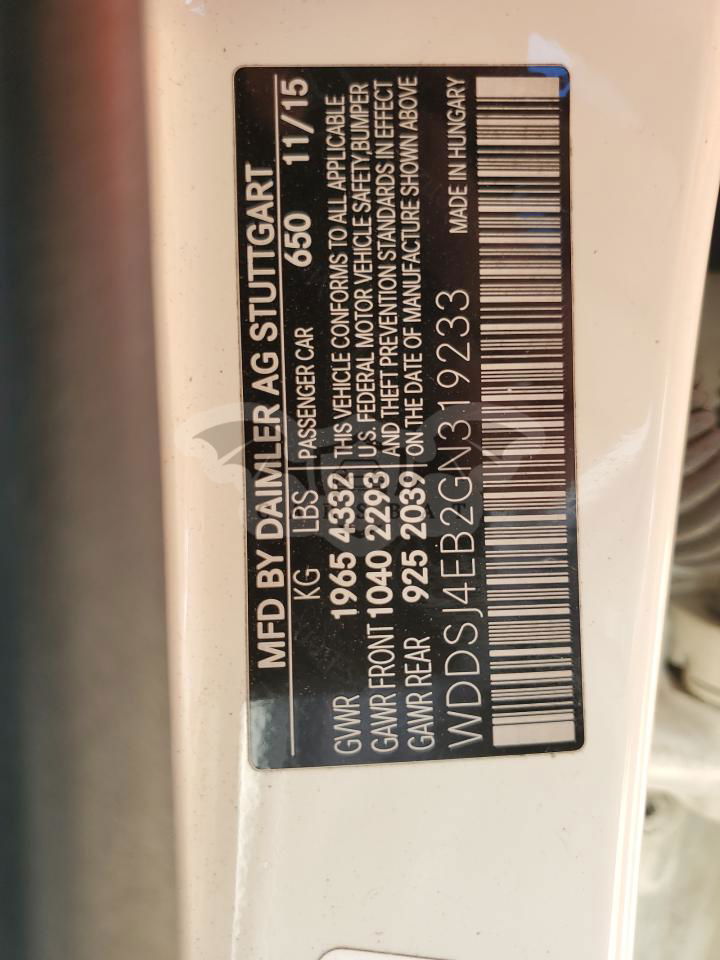 MFD BY DAIMLER AG STUTTGART
KG LBS PASSENGER CAR 650 11/15
GVWR 1965 4332 THIS VEHICLE CONFORMS TO ALL APPLICABLE
GAWR FRONT 1040 2293 U.S. FEDERAL MOTOR VEHICLE SAFETY,BUMPER
GAWR REAR 925 2039 AND THEFT PREVENTION STANDARDS IN EFFECT
ON THE DATE OF MANUFACTURE SHOWN ABOVE
WDDSJ4EB2GN319233 MADE IN HUNGARY